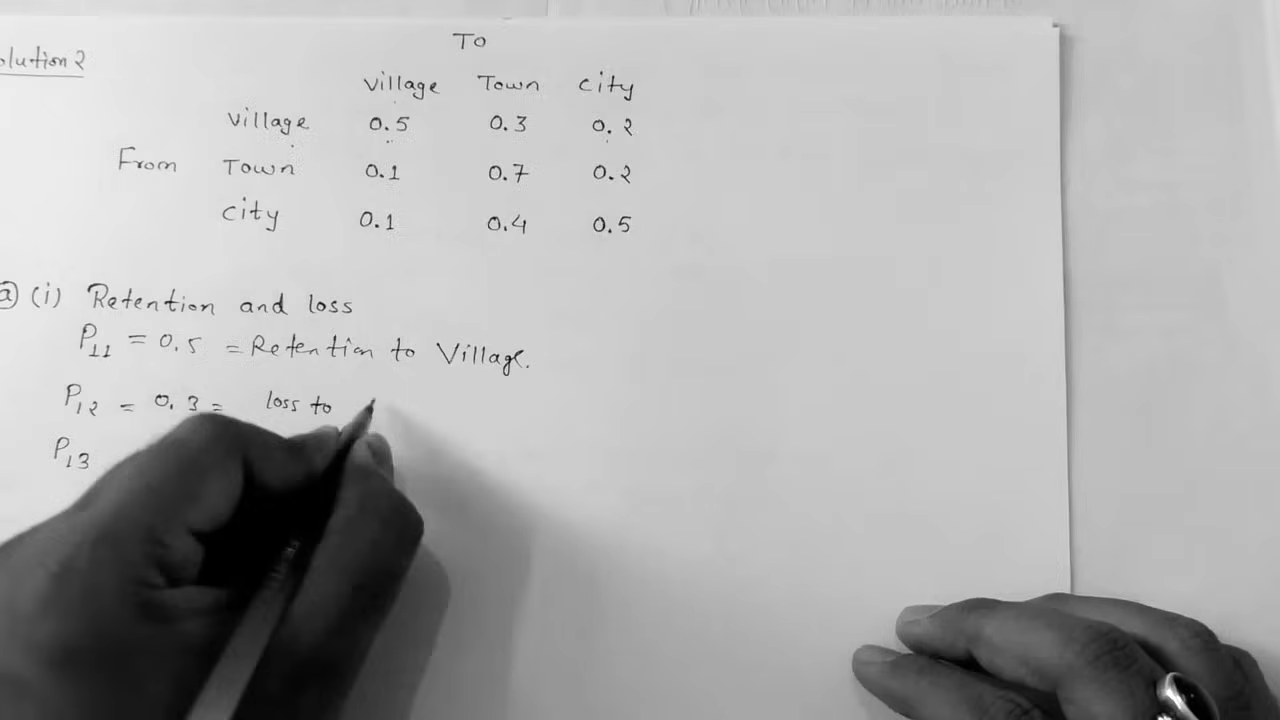 olution 2
To
village Town city
village 0.5 0.3 0.2
From Town 0.1 0.7 0.2
city 0.1 0.4 0.5
a (i) Retention and loss
P11 = 0.5 = Retention to Village.
P12 = 0.3 = loss to
P13